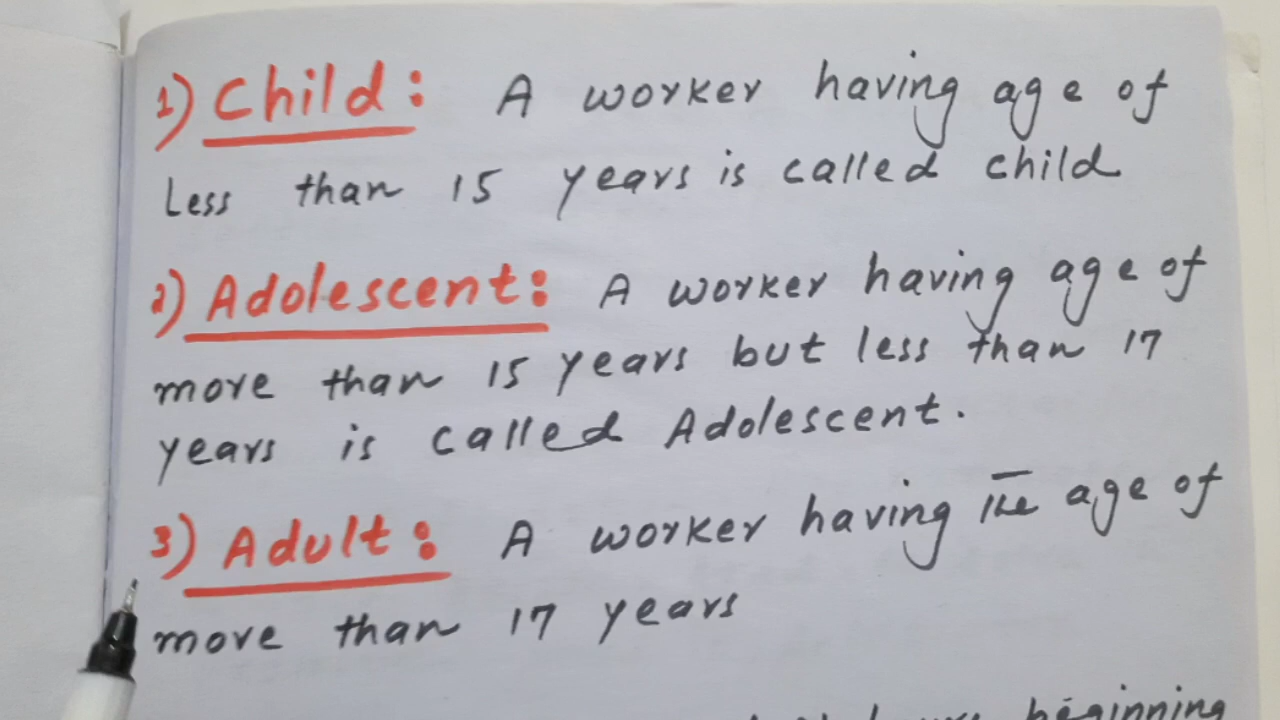 1) Child: A worker having age of
Less than 15 years is called child
2) Adolescent: A worker having age of
more than 15 years but less than 17
years is called Adolescent.
3) Adult: A worker having the age of
more than 17 years
beginning